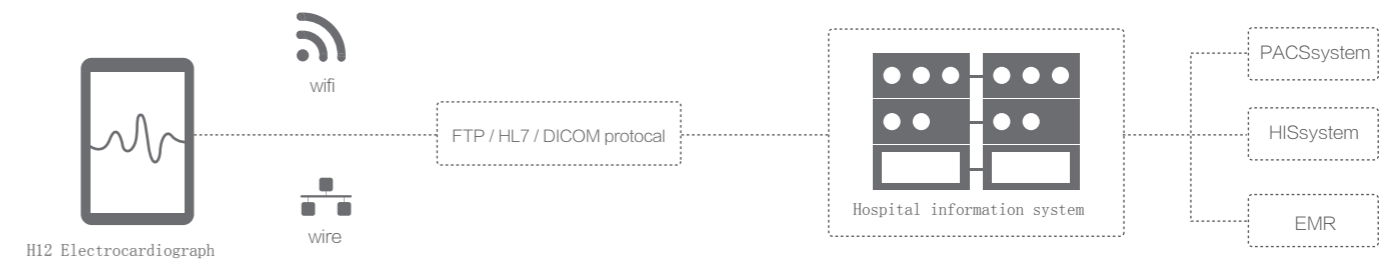 wifi
wire
H12 Electrocardiograph
FTP / HL7 / DICOM protocal
Hospital information system
PACSsystem
HISsystem
EMR